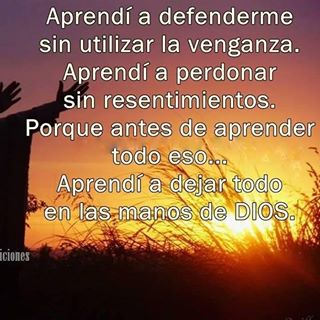 Aprendí a defenderme
sin utilizar la venganza.
Aprendí a perdonar
sin resentimientos.
Porque antes de aprender
todo eso...
Aprendí a dejar todo
en las manos de DIOS.
iciones